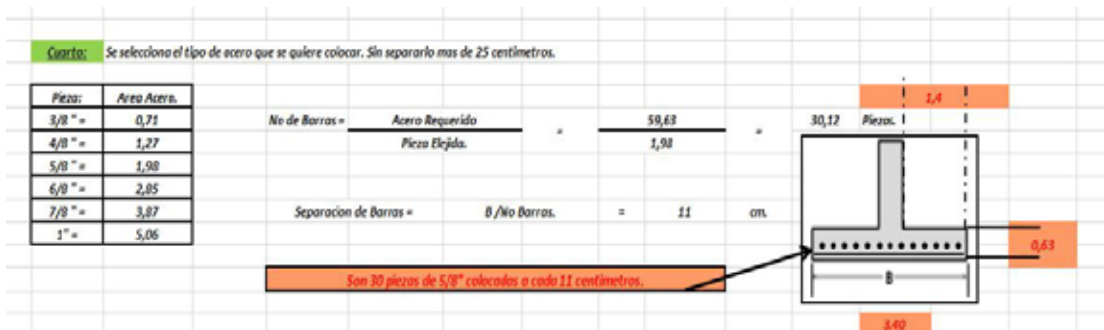 Cuarto: Se selecciona el tipo de acero que se quiere colocar. Sin separarlo mas de 25 centimetros.
Pieza: Area Acero.
3/8 " = 0,71
4/8 " = 1,27
5/8 " = 1,98
6/8 " = 2,85
7/8 " = 3,87
1" = 5,06
No de Barras = Acero Requerido = 59,63 = 30,12 Piezas.
Pieza Elejida. 1,98
Separacion de Barras = B /No Barras. = 11 cm.
Son 30 piezas de 5/8" colocadas a cada 11 centimetros.
1,4
0,63
B
3,40